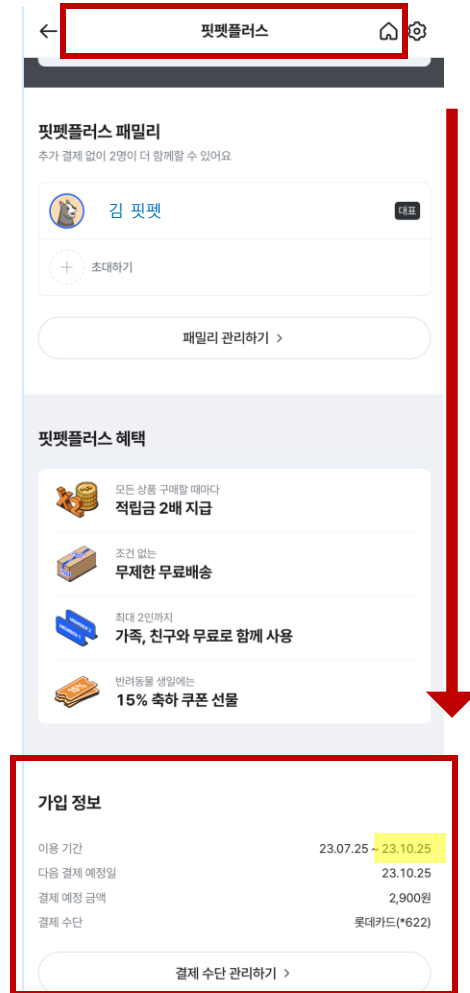 핏펫플러스
핏펫플러스 패밀리
추가 결제 없이 2명이 더 함께할 수 있어요
김 핏펫
대표
초대하기
패밀리 관리하기 >
핏펫플러스 혜택
모든 상품 구매할 때마다
적립금 2배 지급
조건 없는
무제한 무료배송
최대 2인까지
가족, 친구와 무료로 함께 사용
반려동물 생일에는
15% 축하 쿠폰 선물
가입 정보
이용 기간 23.07.25 ~ 23.10.25
다음 결제 예정일 23.10.25
결제 예정 금액 2,900원
결제 수단 롯데카드(*622)
결제 수단 관리하기 >